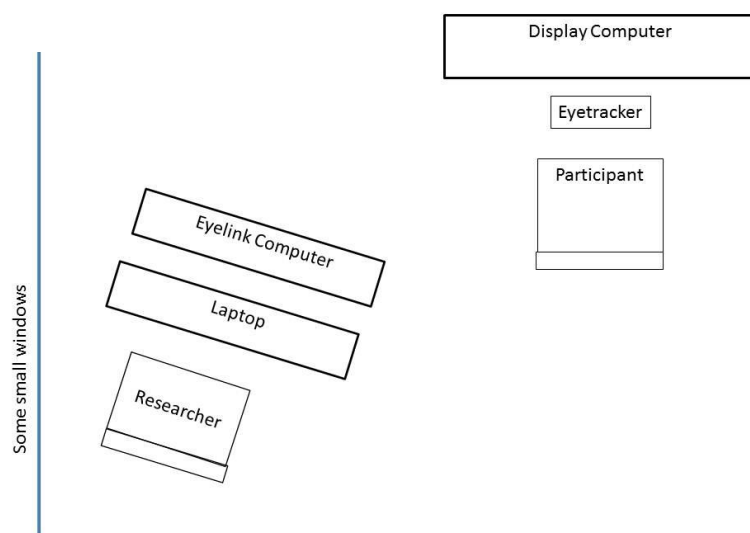 Display Computer
Eyetracker
Participant
Eyelink Computer
Laptop
Researcher
Some small windows